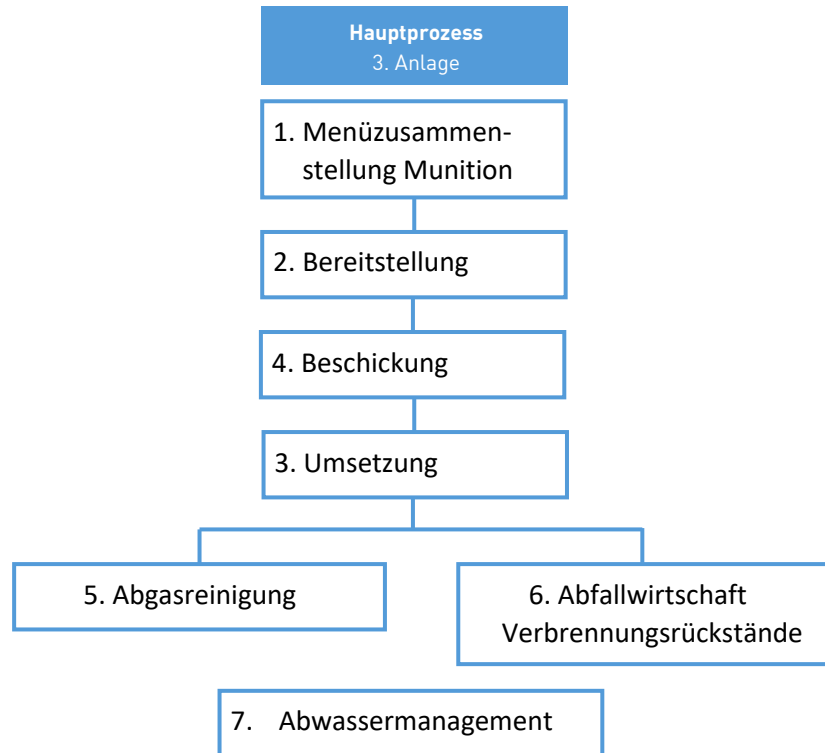 Hauptprozess
3. Anlage
1. Menüzusammen-
stellung Munition
2. Bereitstellung
4. Beschickung
3. Umsetzung
5. Abgasreinigung
6. Abfallwirtschaft
Verbrennungsrückstände
7. Abwassermanagement